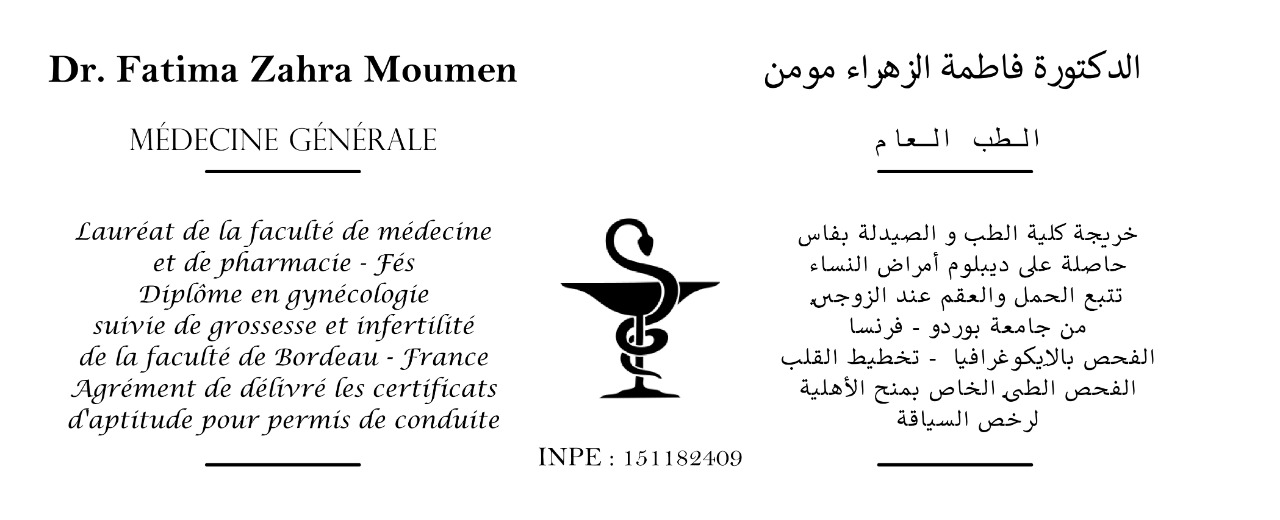 Dr. Fatima Zahra Moumen
MÉDECINE GÉNÉRALE
Lauréat de la faculté de médecine
et de pharmacie - Fés
Diplôme en gynécologie
suivie de grossesse et infertilité
de la faculté de Bordeau - France
Agrément de délivré les certificats
d'aptitude pour permis de conduite
INPE : 151182409
الدكتورة فاطمة الزهراء مومن
الطب العام
خريجة كلية الطب و الصيدلة بفاس
حاصلة على ديبلوم أمراض النساء
تتبع الحمل والعقم عند الزوجين
من جامعة بوردو - فرنسا
الفحص بالايكوغرافيا - تخطيط القلب
الفحص الطبي الخاص بمنح الأهلية
لرخص السياقة